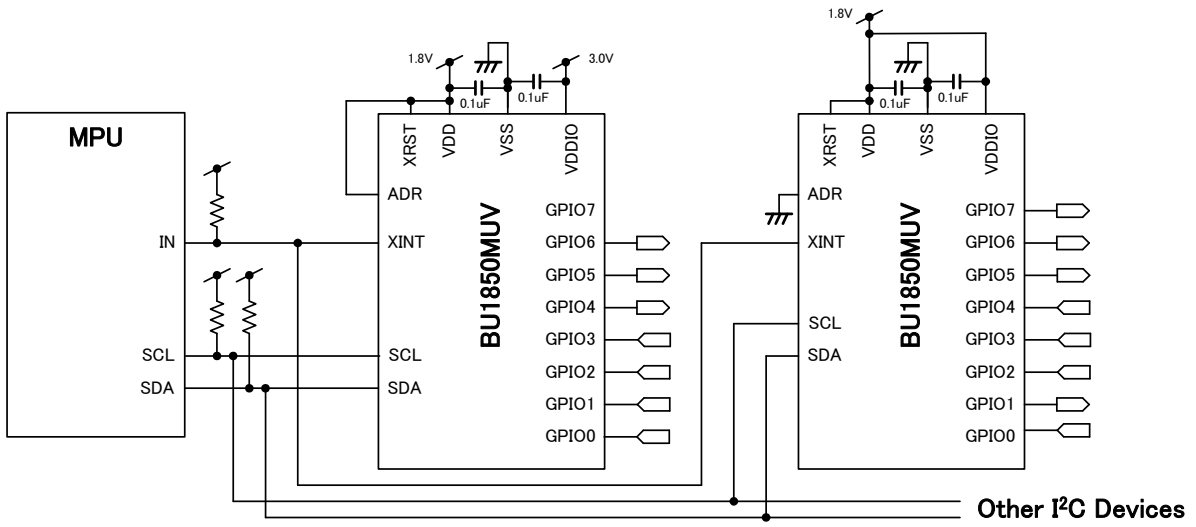 MPU
IN
SCL
SDA
1.8V
3.0V
0.1uF
0.1uF
XRST
VDD
VSS
VDDIO
ADR
XINT
SCL
SDA
BU1850MUV
GPIO7
GPIO6
GPIO5
GPIO4
GPIO3
GPIO2
GPIO1
GPIO0
1.8V
0.1uF
0.1uF
XRST
VDD
VSS
VDDIO
ADR
XINT
SCL
SDA
BU1850MUV
GPIO7
GPIO6
GPIO5
GPIO4
GPIO3
GPIO2
GPIO1
GPIO0
Other I²C Devices